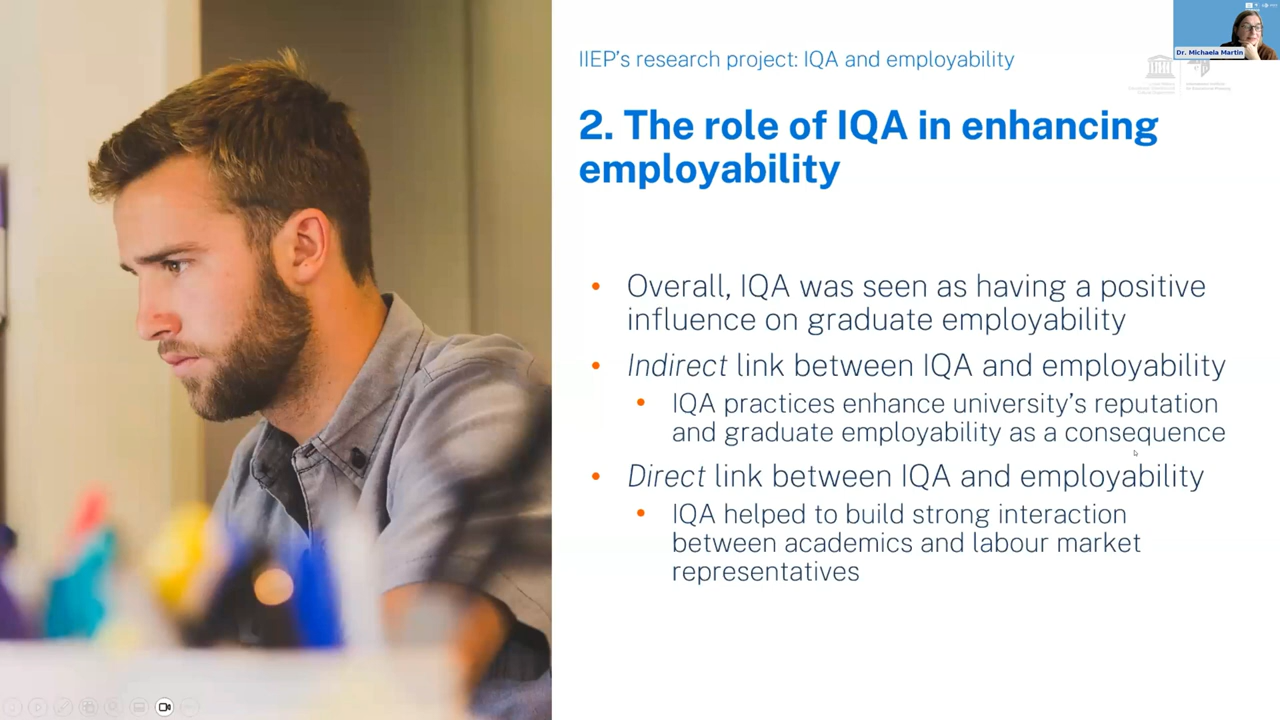 Dr. Michaela Martin
IIEP's research project: IQA and employability
2. The role of IQA in enhancing
employability
• Overall, IQA was seen as having a positive
influence on graduate employability
• Indirect link between IQA and employability
• IQA practices enhance university's reputation
and graduate employability as a consequence
• Direct link between IQA and employability
• IQA helped to build strong interaction
between academics and labour market
representatives